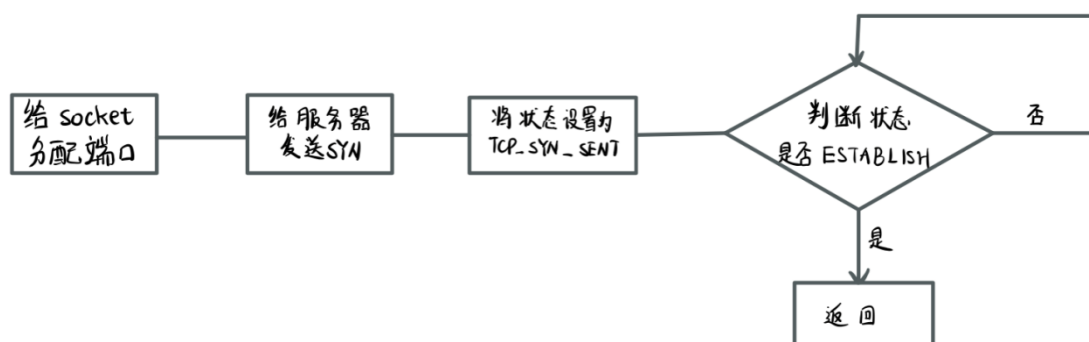 给 socket
分配端口
给服务器
发送SYN
将状态设置为
TCP_SYN_SENT
判断状态
是否 ESTABLISH
否
是
返回